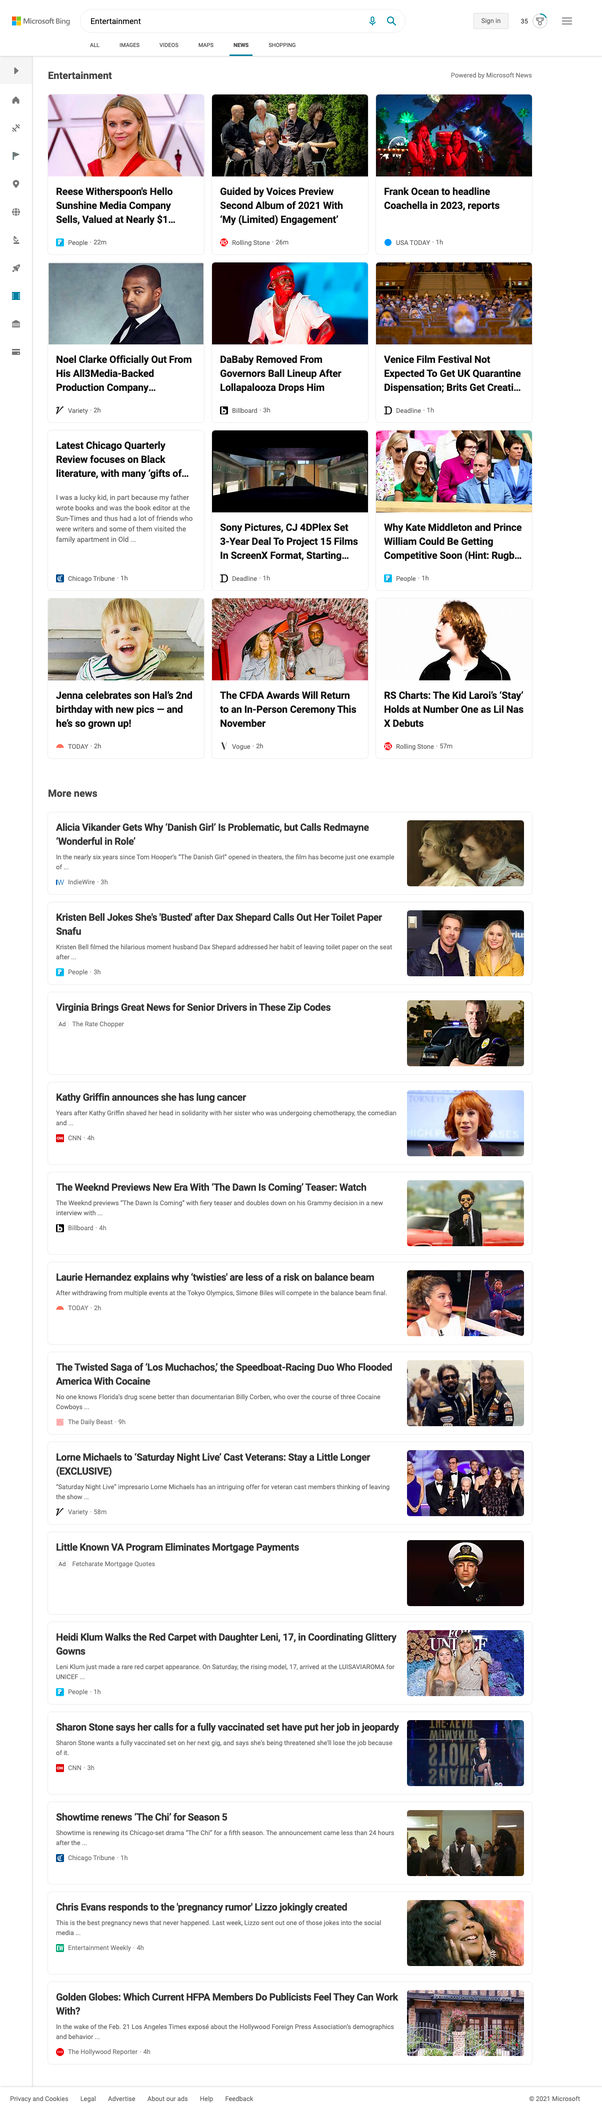 Microsoft Bing
Entertainment
Sign in
35
ALL IMAGES VIDEOS MAPS NEWS SHOPPING
Entertainment
Powered by Microsoft News
Reese Witherspoon's Hello
Sunshine Media Company
Sells, Valued at Nearly $1...
People · 22m
Guided by Voices Preview
Second Album of 2021 With
'My (Limited) Engagement'
Rolling Stone · 26m
Frank Ocean to headline
Coachella in 2023, reports
USA TODAY · 1h
Noel Clarke Officially Out From
His All3Media-Backed
Production Company...
Variety · 2h
DaBaby Removed From
Governors Ball Lineup After
Lollapalooza Drops Him
Billboard · 3h
Venice Film Festival Not
Expected To Get UK Quarantine
Dispensation; Brits Get Creati...
Deadline · 1h
Latest Chicago Quarterly
Review focuses on Black
literature, with many 'gifts of...
I was a lucky kid, in part because my father
wrote books and was the book editor at the
Sun-Times and thus had a lot of friends who
were writers and some of them visited the
family apartment in Old ...
Chicago Tribune · 1h
Sony Pictures, CJ 4DPlex Set
3-Year Deal To Project 15 Films
In ScreenX Format, Starting...
Deadline · 1h
Why Kate Middleton and Prince
William Could Be Getting
Competitive Soon (Hint: Rugb...
People · 1h
Jenna celebrates son Hal's 2nd
birthday with new pics — and
he's so grown up!
TODAY · 2h
The CFDA Awards Will Return
to an In-Person Ceremony This
November
Vogue · 2h
RS Charts: The Kid Laroi's 'Stay'
Holds at Number One as Lil Nas
X Debuts
Rolling Stone · 57m
More news
Alicia Vikander Gets Why 'Danish Girl' Is Problematic, but Calls Redmayne
'Wonderful in Role'
In the nearly six years since Tom Hooper's "The Danish Girl" opened in theaters, the film has become just one example
of ...
IndieWire · 3h
Kristen Bell Jokes She's 'Busted' after Dax Shepard Calls Out Her Toilet Paper
Snafu
Kristen Bell filmed the hilarious moment husband Dax Shepard addressed her habit of leaving toilet paper on the seat
after ...
People · 3h
Virginia Brings Great News for Senior Drivers in These Zip Codes
Ad The Rate Chopper
Kathy Griffin announces she has lung cancer
Years after Kathy Griffin shaved her head in solidarity with her sister who was undergoing chemotherapy, the comedian
and ...
CNN · 4h
The Weeknd Previews New Era With 'The Dawn Is Coming' Teaser: Watch
The Weeknd previews "The Dawn Is Coming" with fiery teaser and doubles down on his Grammy decision in a new
interview with ...
Billboard · 4h
Laurie Hernandez explains why 'twisties' are less of a risk on balance beam
After withdrawing from multiple events at the Tokyo Olympics, Simone Biles will compete in the balance beam final.
TODAY · 2h
The Twisted Saga of 'Los Muchachos,' the Speedboat-Racing Duo Who Flooded
America With Cocaine
No one knows Florida's drug scene better than documentarian Billy Corben, who over the course of three Cocaine
Cowboys ...
The Daily Beast · 9h
Lorne Michaels to 'Saturday Night Live' Cast Veterans: Stay a Little Longer
(EXCLUSIVE)
"Saturday Night Live" impresario Lorne Michaels has an intriguing offer for veteran cast members thinking of leaving
the show ...
Variety · 58m
Little Known VA Program Eliminates Mortgage Payments
Ad Fetcharate Mortgage Quotes
Heidi Klum Walks the Red Carpet with Daughter Leni, 17, in Coordinating Glittery
Gowns
Leni Klum just made a rare red carpet appearance. On Saturday, the rising model, 17, arrived at the LUISAVIAROMA for
UNICEF ...
People · 1h
Sharon Stone says her calls for a fully vaccinated set have put her job in jeopardy
Sharon Stone wants a fully vaccinated set on her next gig, and says she's being threatened she'll lose the job because
of it.
CNN · 3h
Showtime renews 'The Chi' for Season 5
Showtime is renewing its Chicago-set drama "The Chi" for a fifth season. The announcement came less than 24 hours
after the ...
Chicago Tribune · 1h
Chris Evans responds to the 'pregnancy rumor' Lizzo jokingly created
This is the best pregnancy news that never happened. Last week, Lizzo sent out one of those jokes into the social
media ...
Entertainment Weekly · 4h
Golden Globes: Which Current HFPA Members Do Publicists Feel They Can Work
With?
In the wake of the Feb. 21 Los Angeles Times exposé about the Hollywood Foreign Press Association's demographics
and behavior ...
The Hollywood Reporter · 4h
Privacy and Cookies Legal Advertise About our ads Help Feedback
© 2021 Microsoft